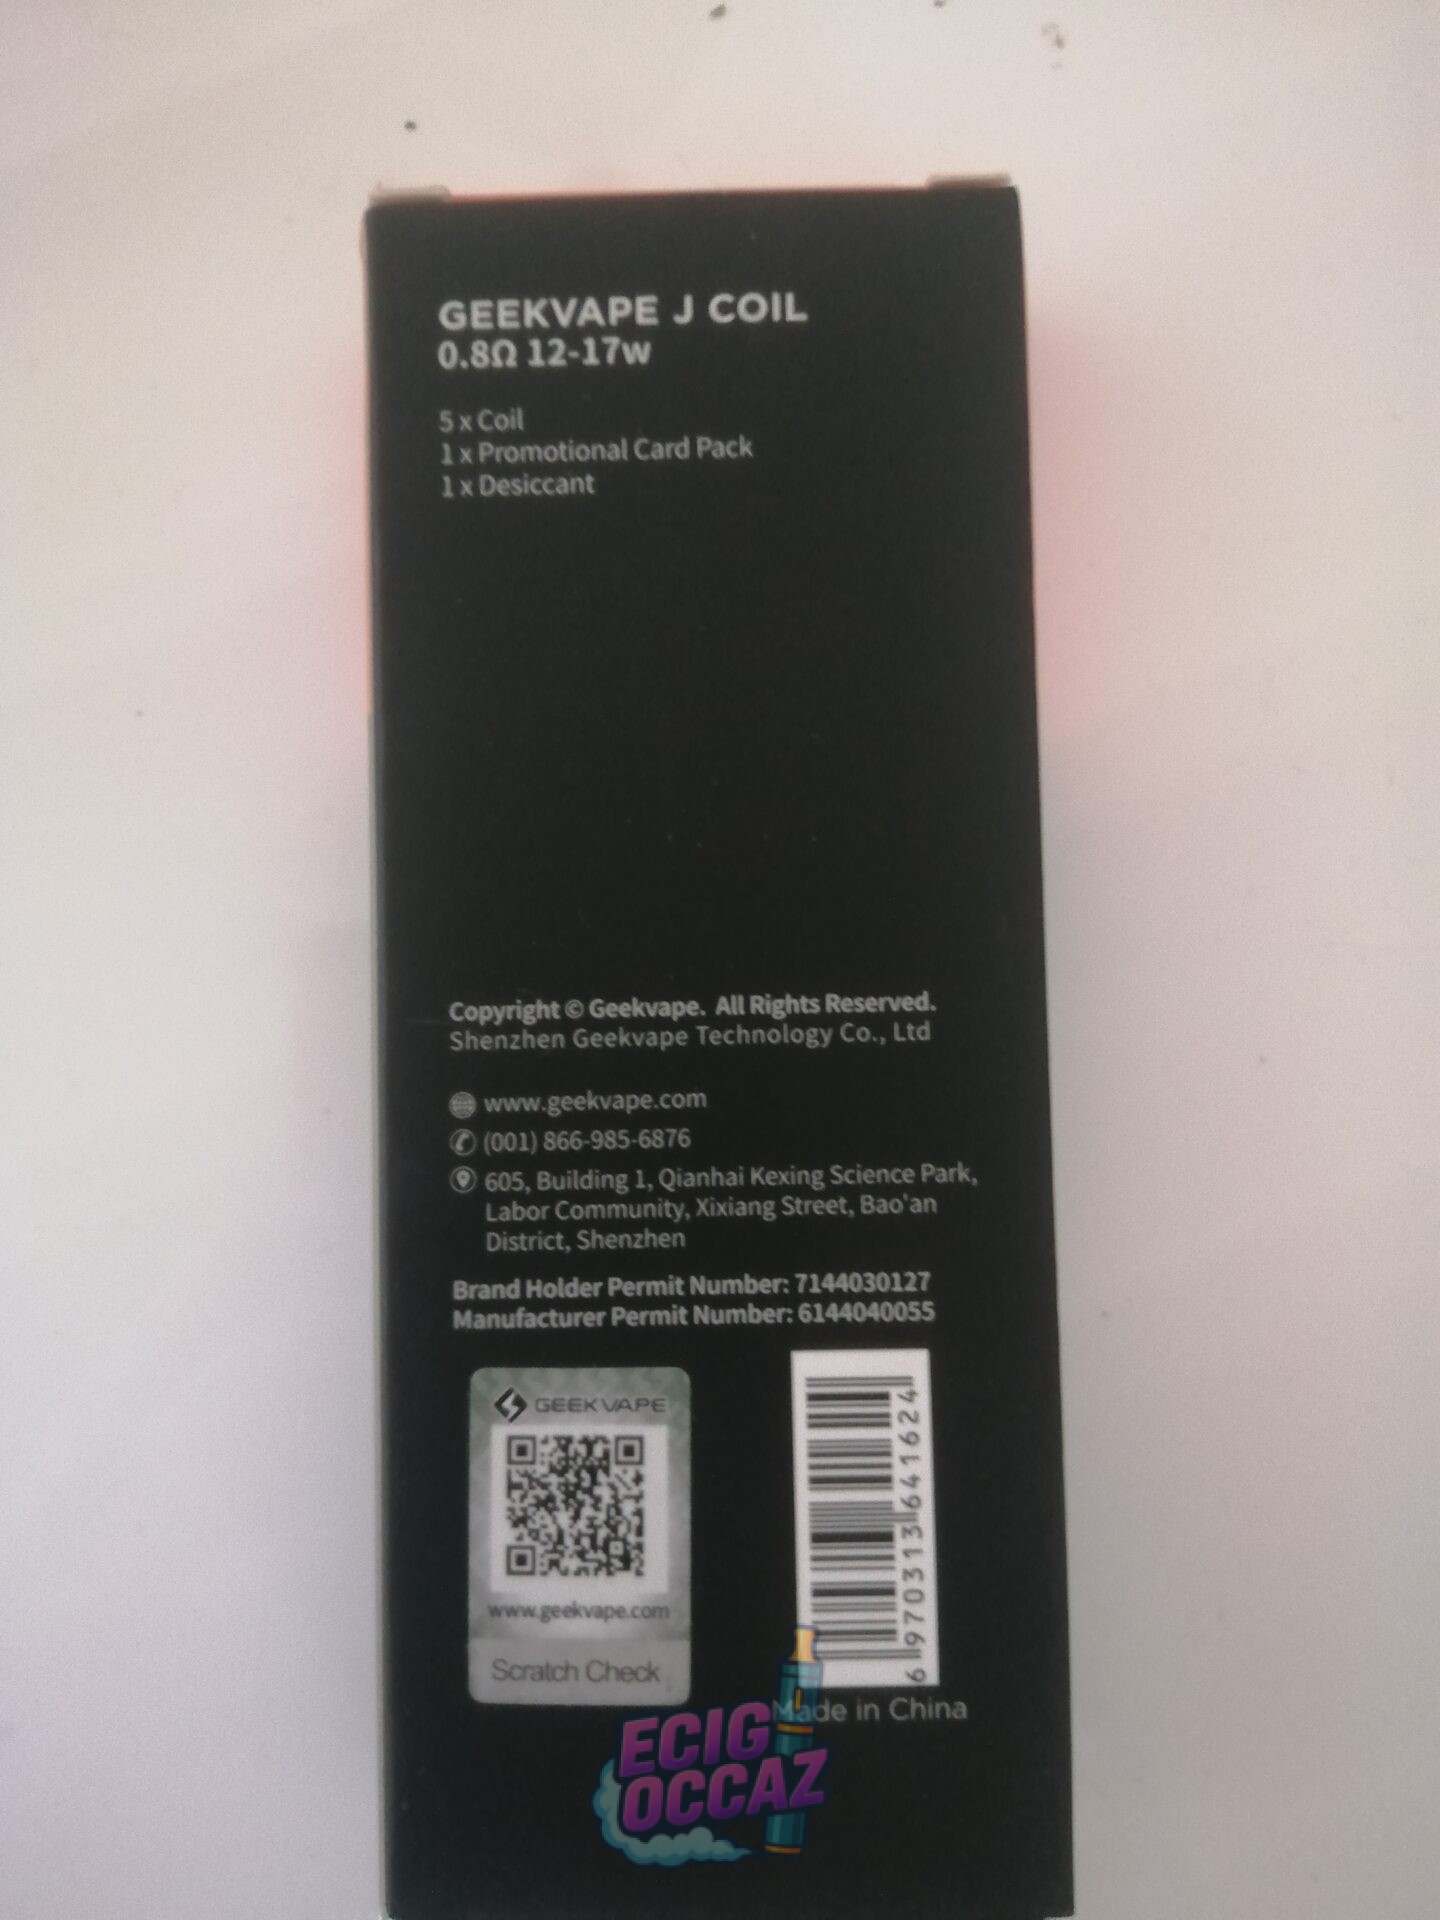 GEEKVAPE J COIL
0.8Ω 12-17w
5 x Coil
1 x Promotional Card Pack
1 x Desiccant
Copyright © Geekvape. All Rights Reserved.
Shenzhen Geekvape Technology Co., Ltd
www.geekvape.com
(001) 866-985-6876
605, Building 1, Qianhai Kexing Science Park,
Labor Community, Xixiang Street, Bao'an
District, Shenzhen
Brand Holder Permit Number: 7144030127
Manufacturer Permit Number: 6144040055
GEEKVAPE
www.geekvape.com
Scratch Check
6 970313 641624
Made in China
ECIG
OCCAZ